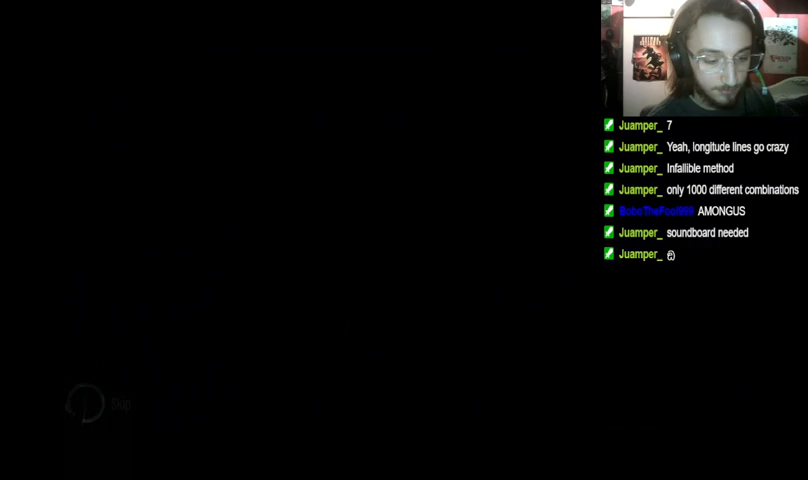 Juamper_ 7
Juamper_ Yeah, longitude lines go crazy
Juamper_ Infallible method
Juamper_ only 1000 different combinations
BoboTheFool999 AMONGUS
Juamper_ soundboard needed
Juamper_ ඞ
Skip